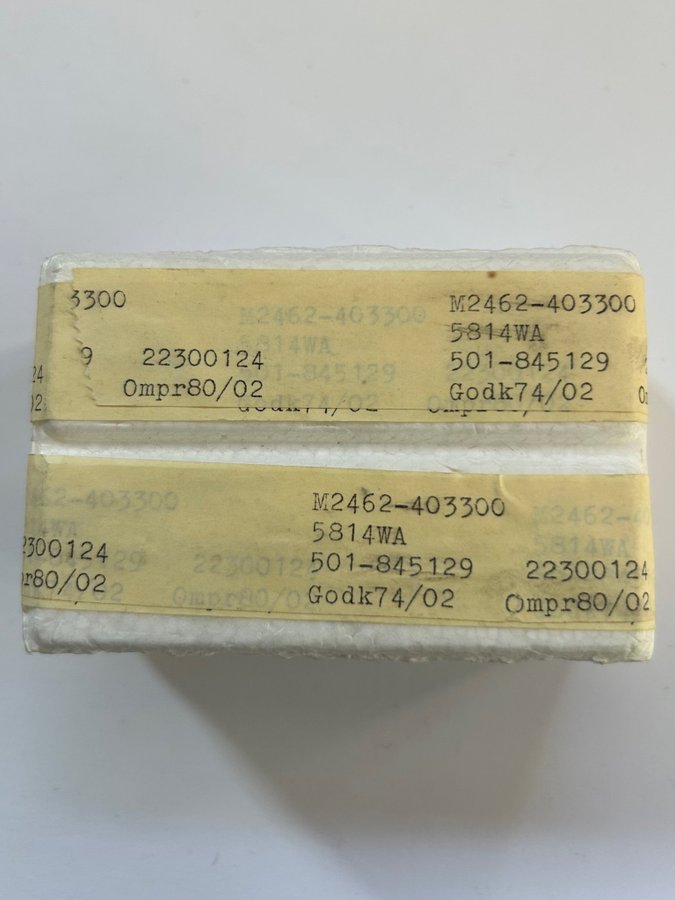 3300 M2462-403300
5814WA
9 22300124 501-845129
Ompr80/02 Godk74/02
M2462-403300
5814WA
2300124 501-845129 22300124
r80/02 Godk74/02 Ompr80/02